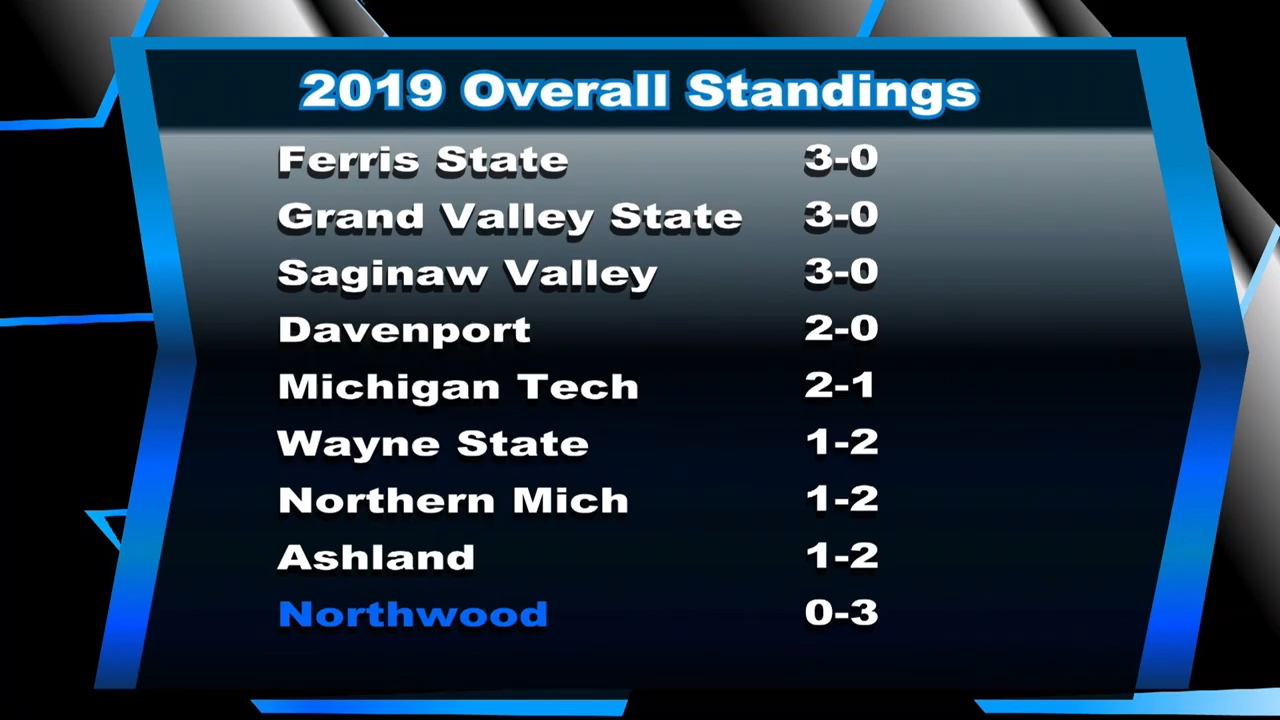 2019 Overall Standings
Ferris State 3-0
Grand Valley State 3-0
Saginaw Valley 3-0
Davenport 2-0
Michigan Tech 2-1
Wayne State 1-2
Northern Mich 1-2
Ashland 1-2
Northwood 0-3